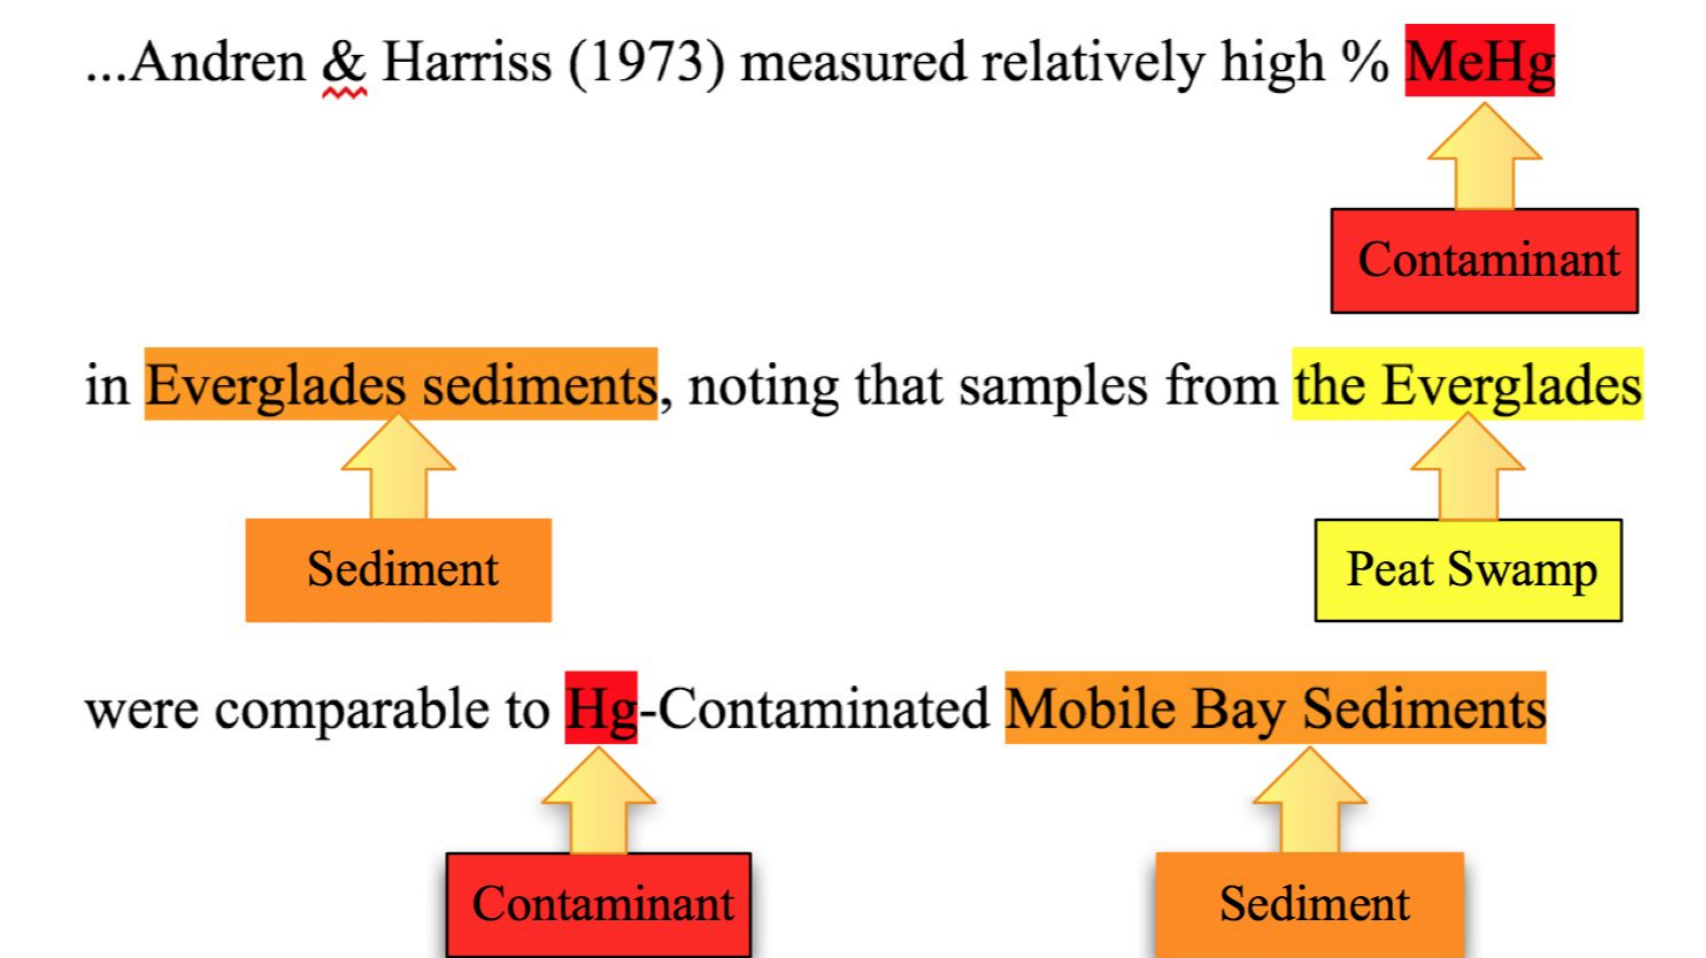 ...Andren & Harriss (1973) measured relatively high % MeHg
Contaminant
in Everglades sediments, noting that samples from the Everglades
Sediment
Peat Swamp
were comparable to Hg-Contaminated Mobile Bay Sediments
Contaminant
Sediment